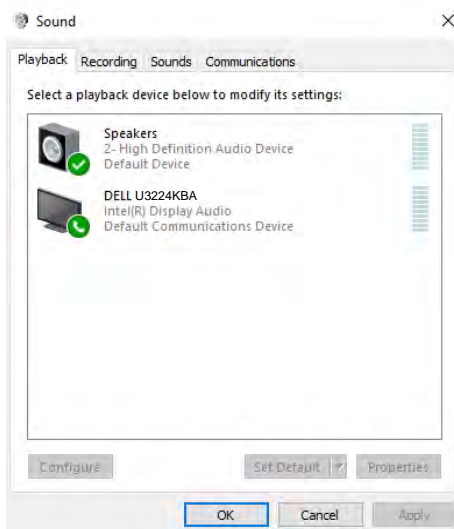 Sound
Playback Recording Sounds Communications
Select a playback device below to modify its settings:
Speakers
2- High Definition Audio Device
Default Device
DELL U3224KBA
Intel(R) Display Audio
Default Communications Device
Configure Set Default Properties
OK Cancel Apply